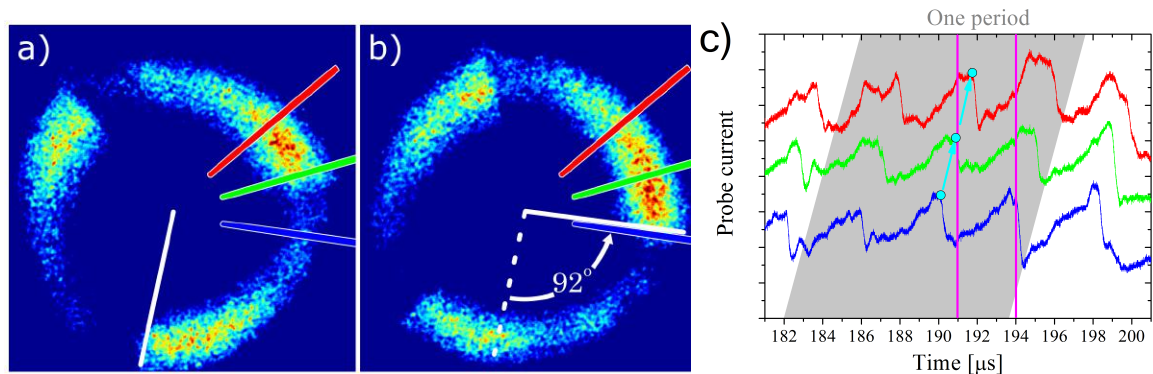 a)
b)
92°
c)
One period
Probe current
182 184 186 188 190 192 194 196 198 200
Time [μs]